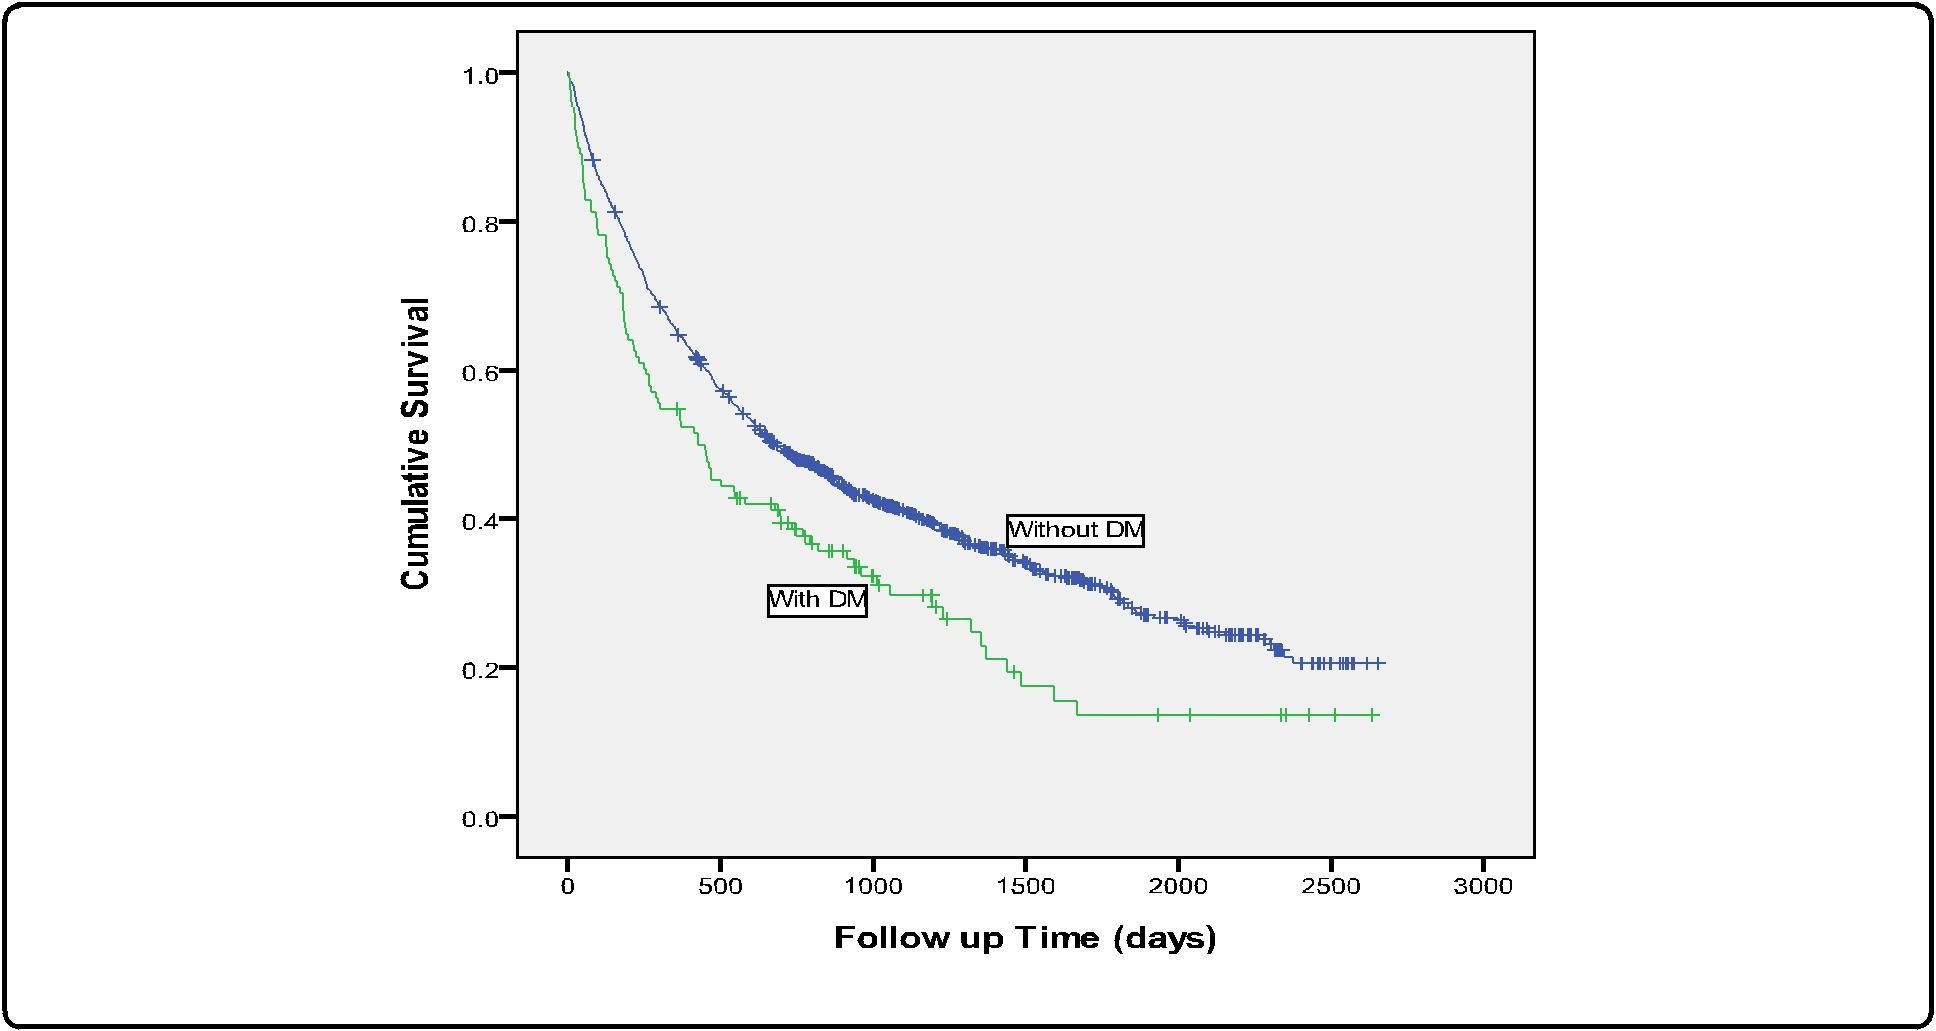 Cumulative Survival
1.0
0.8
0.6
0.4
0.2
0.0
Without DM
With DM
0 500 1000 1500 2000 2500 3000
Follow up Time (days)